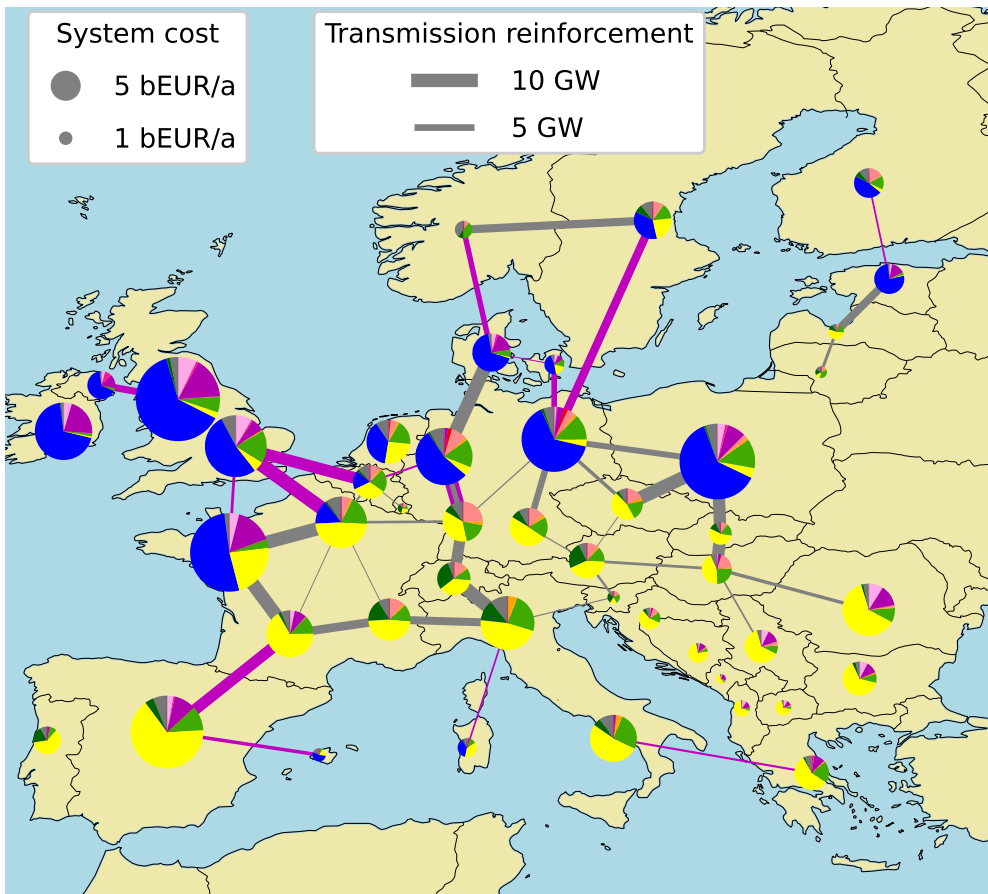 System cost
5 bEUR/a
1 bEUR/a
Transmission reinforcement
10 GW
5 GW